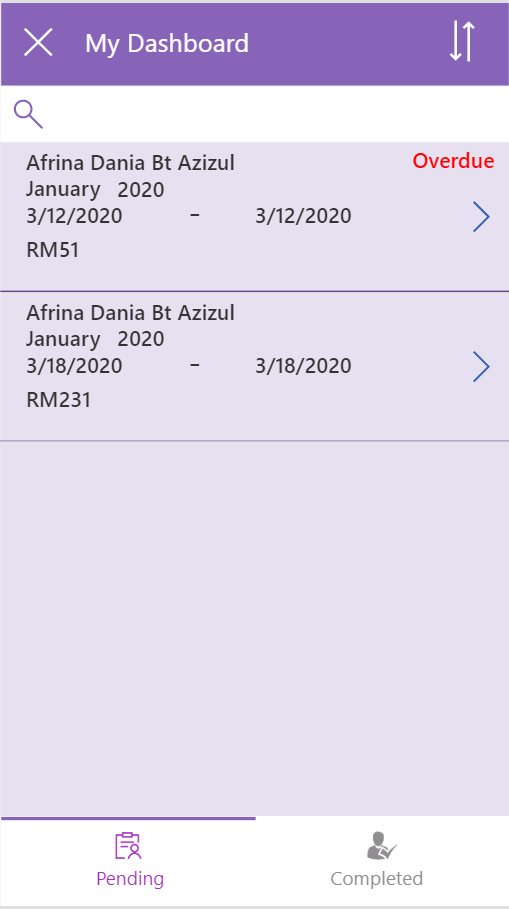 My Dashboard
Afrina Dania Bt Azizul Overdue
January 2020
3/12/2020 - 3/12/2020
RM51
Afrina Dania Bt Azizul
January 2020
3/18/2020 - 3/18/2020
RM231
Pending Completed